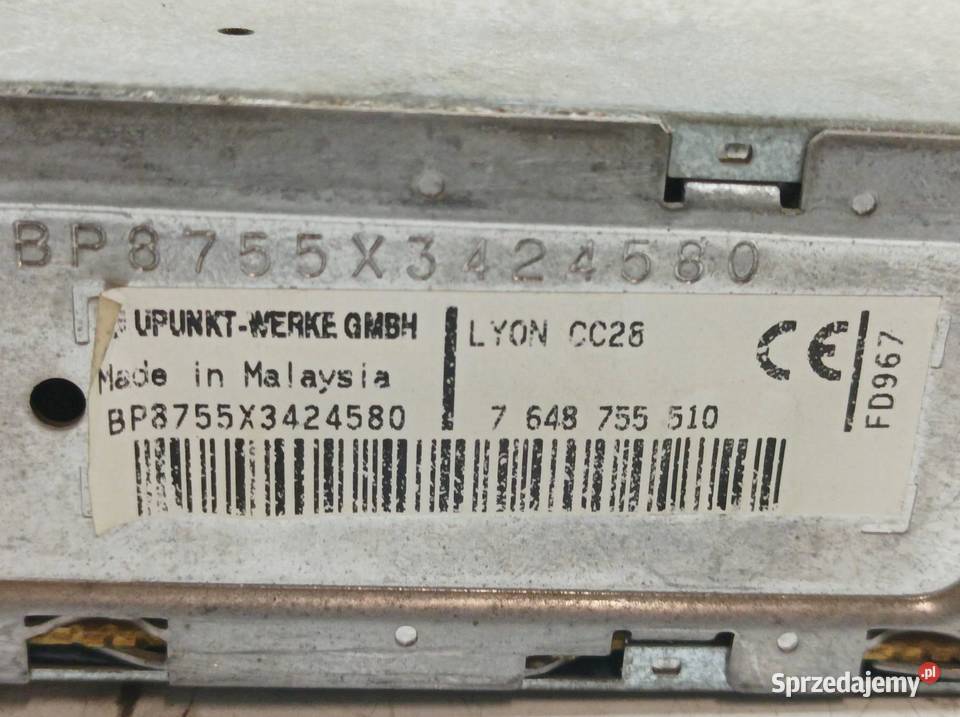 BP8755X3424580
UPUNKT-WERKE GMBH
Made in Malaysia
BP8755X3424580
LYON CC28
7 648 755 510
CE
FD967
Sprzedajemy.pl